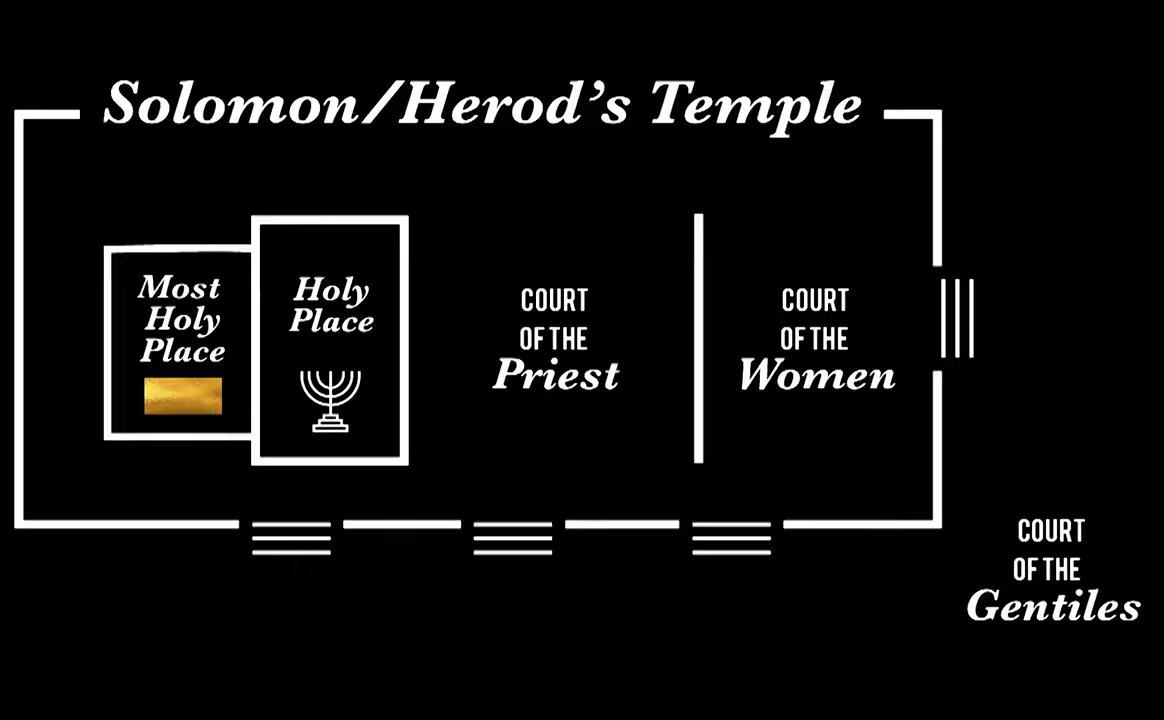 Solomon/Herod's Temple
Most
Holy
Place
Holy
Place
COURT
OF THE
Priest
COURT
OF THE
Women
COURT
OF THE
Gentiles